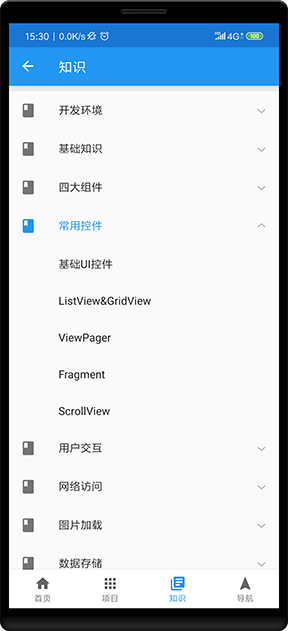 15:30 | 0.0K/s
4G
100
知识
开发环境
基础知识
四大组件
常用控件
基础UI控件
ListView&GridView
ViewPager
Fragment
ScrollView
用户交互
网络访问
图片加载
数据存储
首页
项目
知识
导航